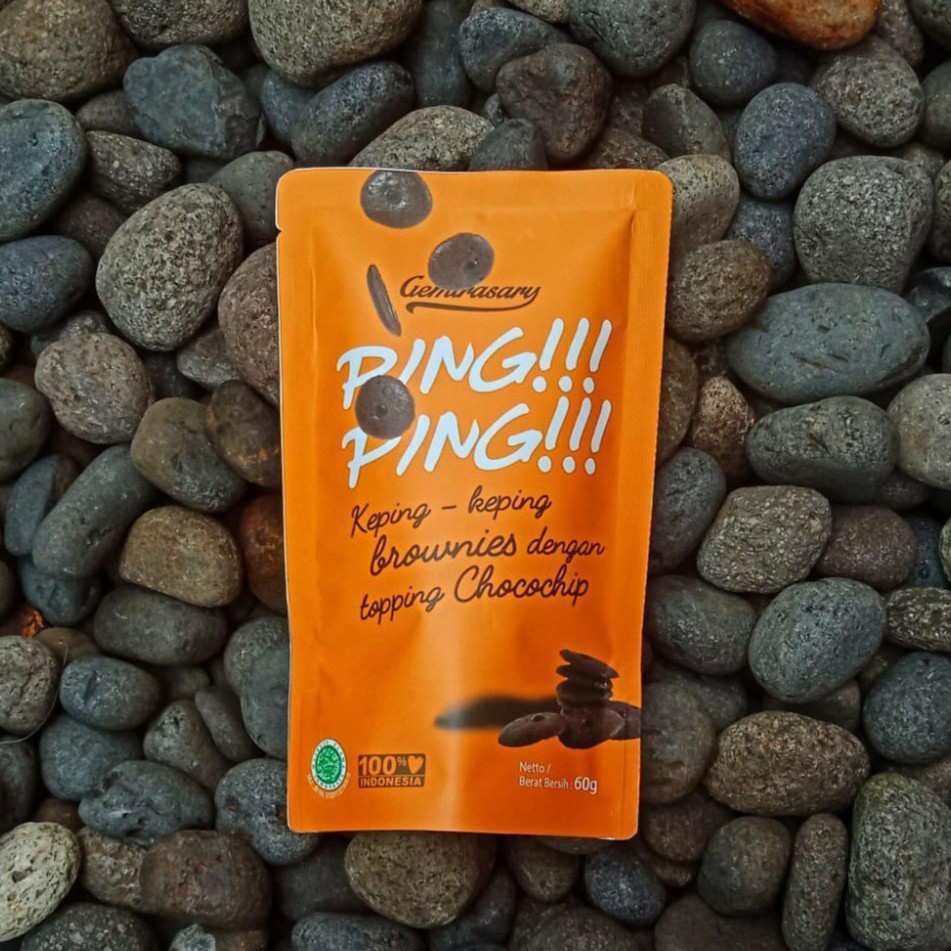 Gemirasary
PING!!!
PING!!!
Keping - keping
brownies dengan
topping Chocochip
100%
INDONESIA
Netto /
Berat Bersih : 60g